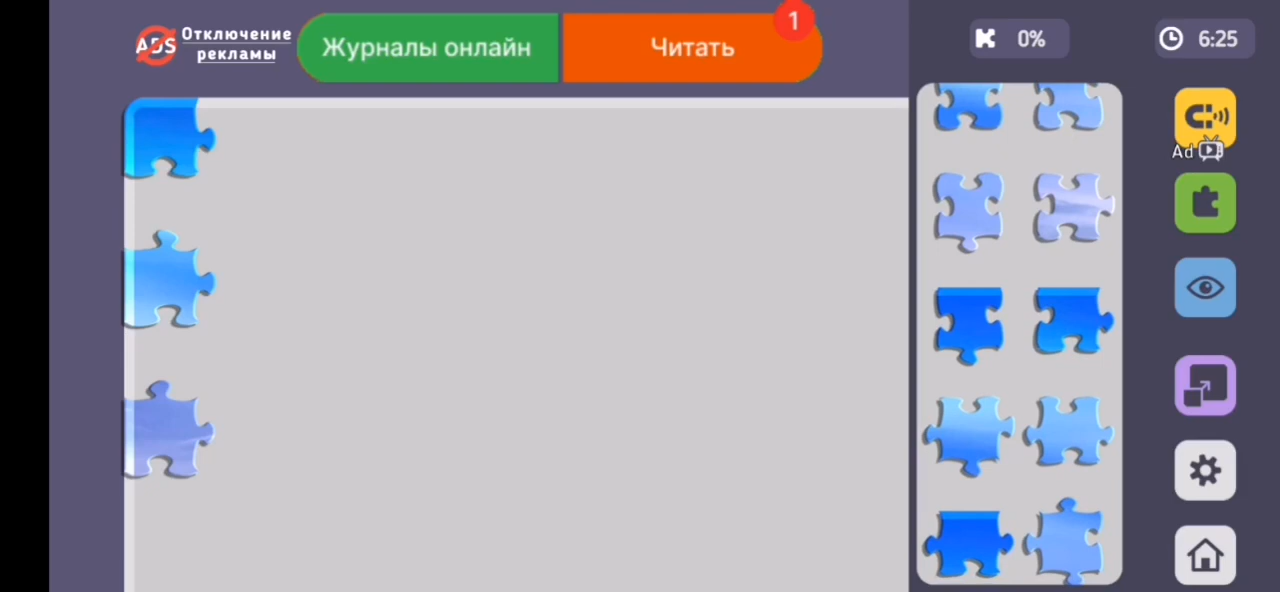 ADS Отключение
рекламы
Журналы онлайн
Читать
1
0%
6:25
Ad